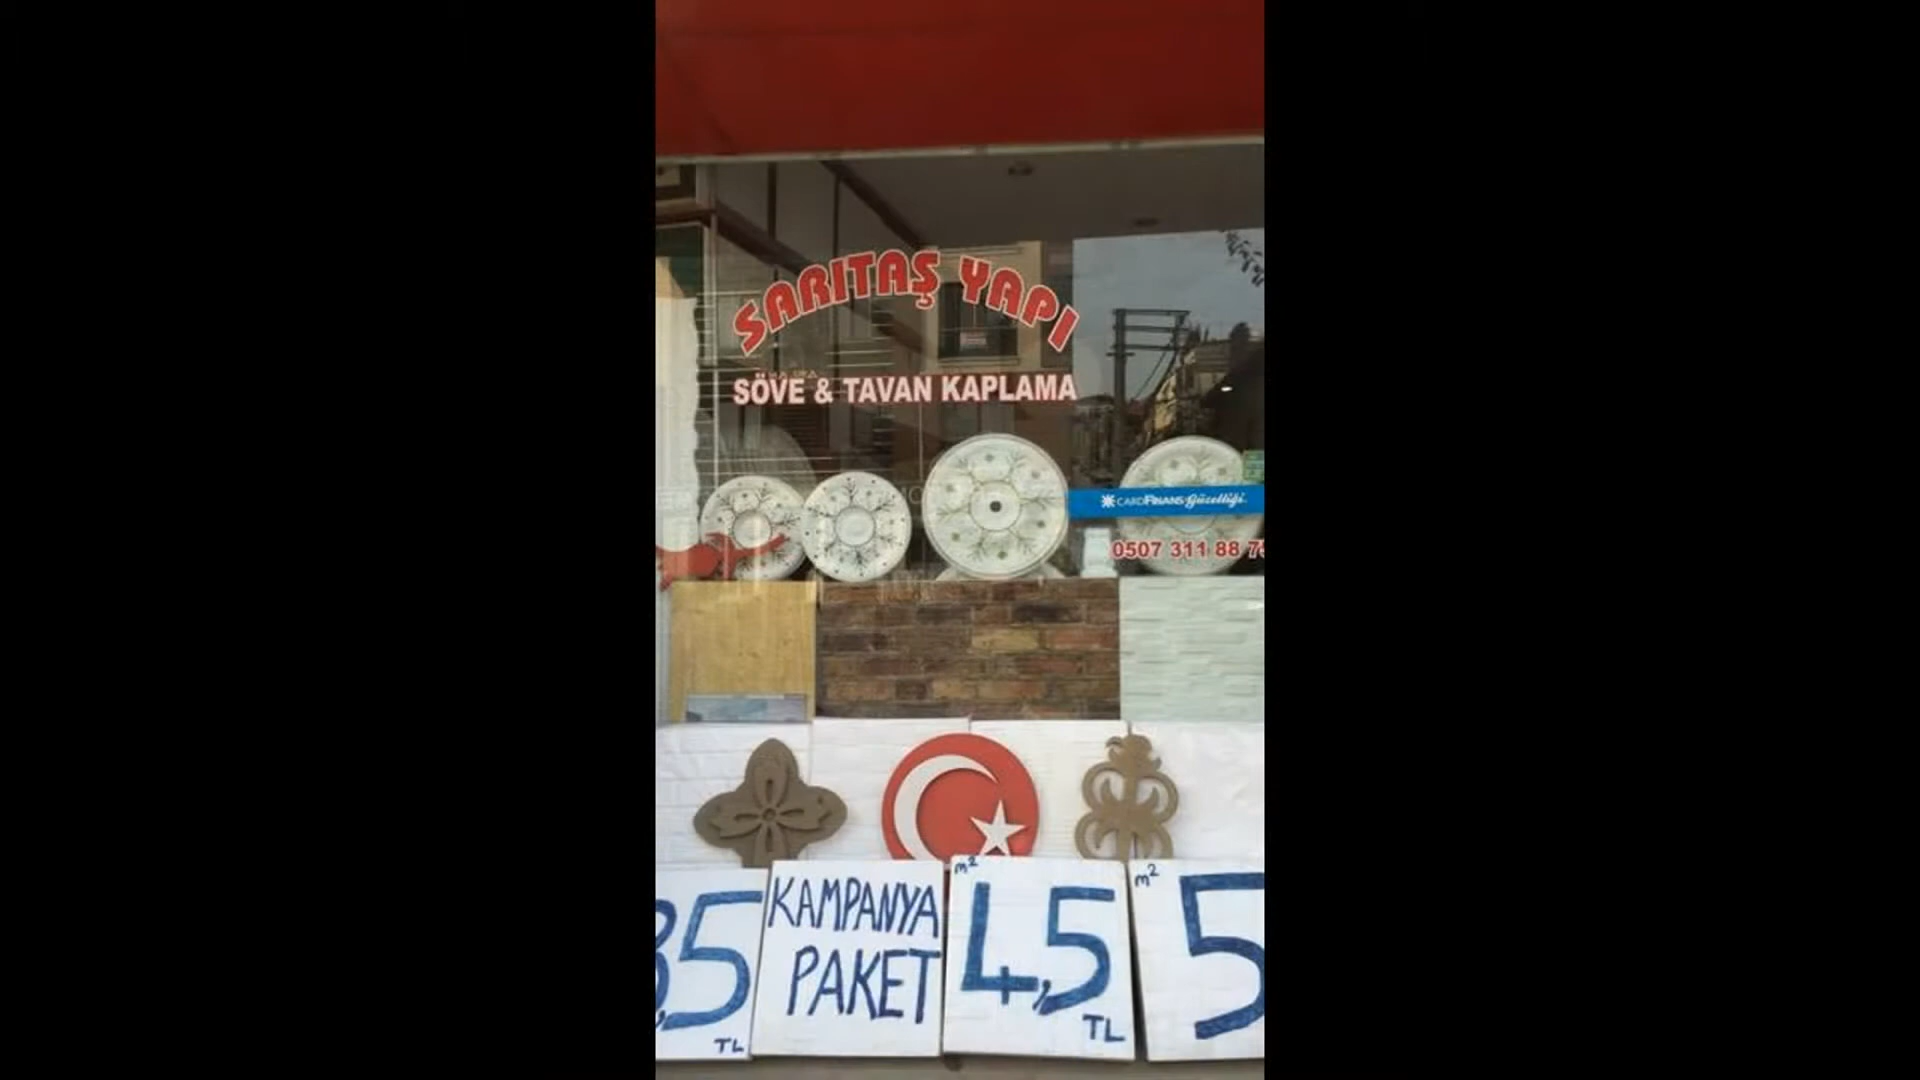 SARITAŞ YAPI
SÖVE & TAVAN KAPLAMA
CARDFINANS Güzelliği
0507 311 88 7
m²
m²
KAMPANYA
PAKET
,5
4,5
5
TL
TL